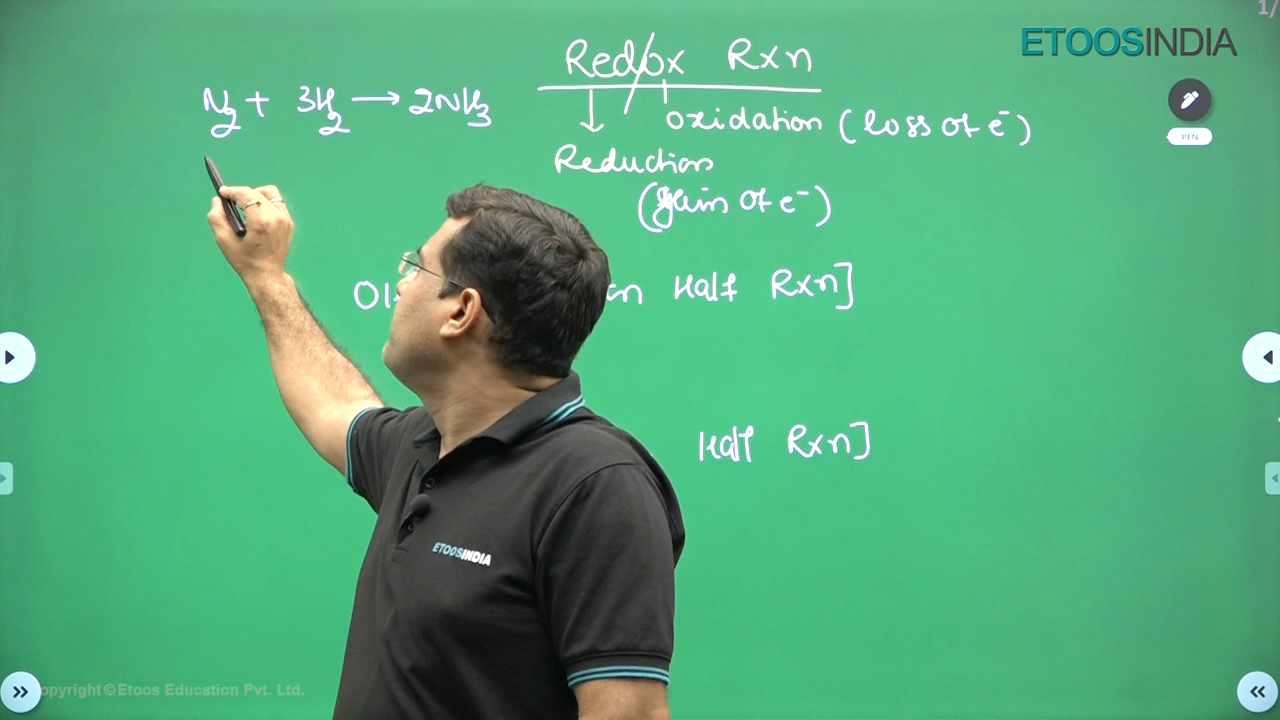 1/
ETOOSINDIA
Redox Rxn
N2 + 3H2 → 2NH3
oxidation (loss of e⁻)
PEN
Reduction
(gain of e⁻)
Half Rxn]
Half Rxn]
ETOOSINDIA
opyright © Etoos Education Pvt. Ltd.